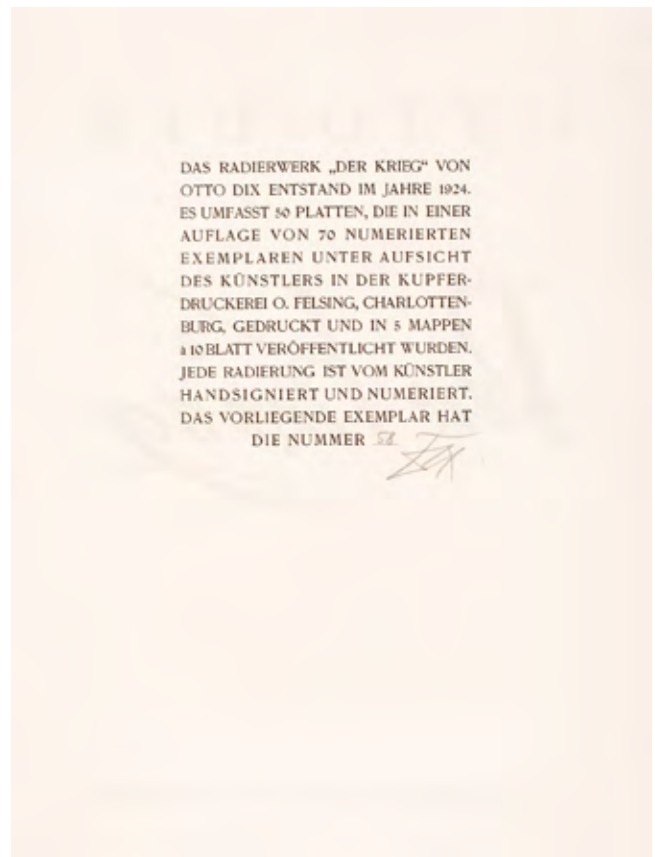 DAS RADIERWERK „DER KRIEG“ VON
OTTO DIX ENTSTAND IM JAHRE 1924.
ES UMFASST 50 PLATTEN, DIE IN EINER
AUFLAGE VON 70 NUMERIERTEN
EXEMPLAREN UNTER AUFSICHT
DES KÜNSTLERS IN DER KUPFER-
DRUCKEREI O. FELSING, CHARLOTTEN-
BURG, GEDRUCKT UND IN 5 MAPPEN
à 10 BLATT VERÖFFENTLICHT WURDEN.
JEDE RADIERUNG IST VOM KÜNSTLER
HANDSIGNIERT UND NUMERIERT.
DAS VORLIEGENDE EXEMPLAR HAT
DIE NUMMER 58